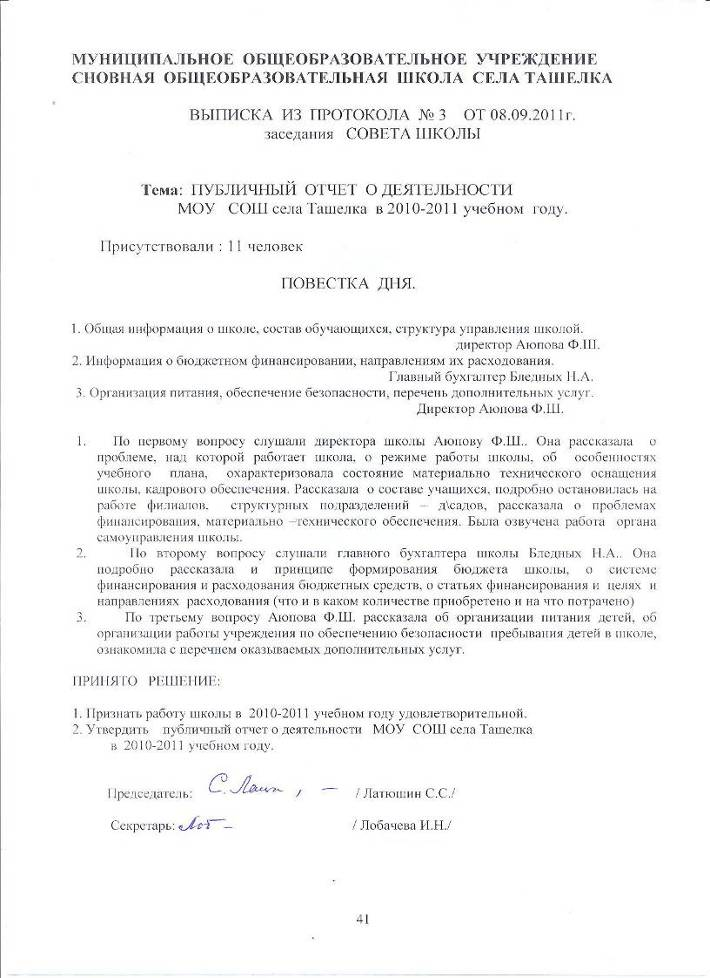 МУНИЦИПАЛЬНОЕ ОБЩЕОБРАЗОВАТЕЛЬНОЕ УЧРЕЖДЕНИЕ
СНОВНАЯ ОБЩЕОБРАЗОВАТЕЛЬНАЯ ШКОЛА СЕЛА ТАШЕЛКА
ВЫПИСКА ИЗ ПРОТОКОЛА № 3 ОТ 08.09.2011г.
заседания СОВЕТА ШКОЛЫ
Тема: ПУБЛИЧНЫЙ ОТЧЕТ О ДЕЯТЕЛЬНОСТИ
МОУ СОШ села Ташелка в 2010-2011 учебном году.
Присутствовали : 11 человек
ПОВЕСТКА ДНЯ.
1. Общая информация о школе, состав обучающихся, структура управления школой.
директор Аюпова Ф.Ш.
2. Информация о бюджетном финансировании, направлениям их расходования.
Главный бухгалтер Бледных Н.А.
3. Организация питания, обеспечение безопасности, перечень дополнительных услуг.
Директор Аюпова Ф.Ш.
1. По первому вопросу слушали директора школы Аюпову Ф.Ш.. Она рассказала о
проблеме, над которой работает школа, о режиме работы школы, об особенностях
учебного плана, охарактеризовала состояние материально технического оснащения
школы, кадрового обеспечения. Рассказала о составе учащихся, подробно остановилась на
работе филиалов. структурных подразделений – д\садов, рассказала о проблемах
финансирования, материально –технического обеспечения. Была озвучена работа органа
самоуправления школы.
2. По второму вопросу слушали главного бухгалтера школы Бледных Н.А.. Она
подробно рассказала и принципе формирования бюджета школы, о системе
финансирования и расходования бюджетных средств, о статьях финансирования и целях и
направлениях расходования (что и в каком количестве приобретено и на что потрачено)
3. По третьему вопросу Аюпова Ф.Ш. рассказала об организации питания детей, об
организации работы учреждения по обеспечению безопасности пребывания детей в школе,
ознакомила с перечнем оказываемых дополнительных услуг.
ПРИНЯТО РЕШЕНИЕ:
1. Признать работу школы в 2010-2011 учебном году удовлетворительной.
2. Утвердить публичный отчет о деятельности МОУ СОШ села Ташелка
в 2010-2011 учебном году.
Председатель: / Латюшин С.С./
Секретарь: Лоб / Лобачева И.Н./
41